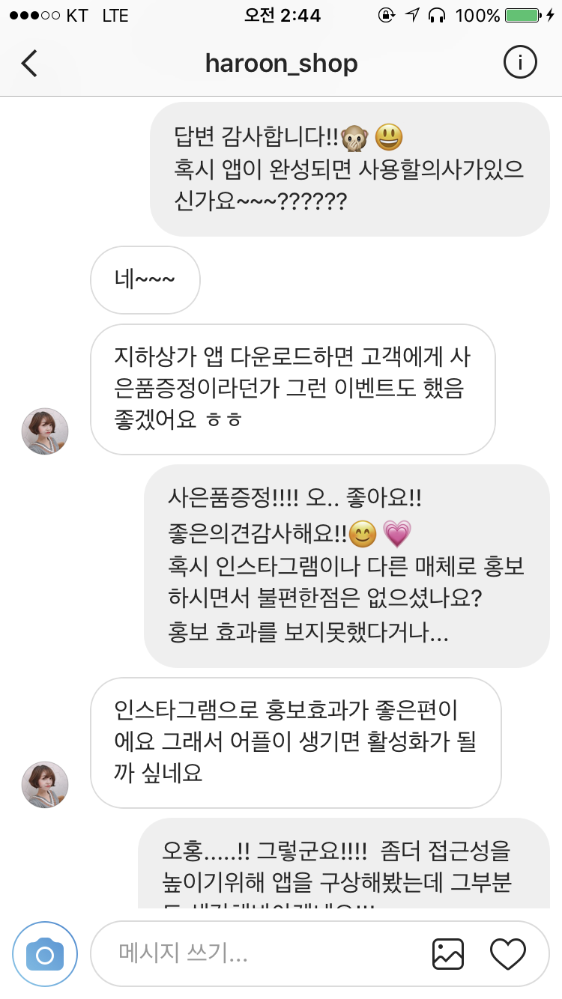 KT LTE 오전 2:44 100%
haroon_shop
답변 감사합니다!!🙊😃
혹시 앱이 완성되면 사용할의사가있으
신가요~~~??????
네~~~
지하상가 앱 다운로드하면 고객에게 사
은품증정이라던가 그런 이벤트도 했음
좋겠어요 ㅎㅎ
사은품증정!!!! 오.. 좋아요!!
좋은의견감사해요!!😊💗
혹시 인스타그램이나 다른 매체로 홍보
하시면서 불편한점은 없으셨나요?
홍보 효과를 보지못했다거나...
인스타그램으로 홍보효과가 좋은편이
에요 그래서 어플이 생기면 활성화가 될
까 싶네요
오홍.....!! 그렇군요!!!! 좀더 접근성을
높이기위해 앱을 구상해봤는데 그부분
메시지 쓰기...